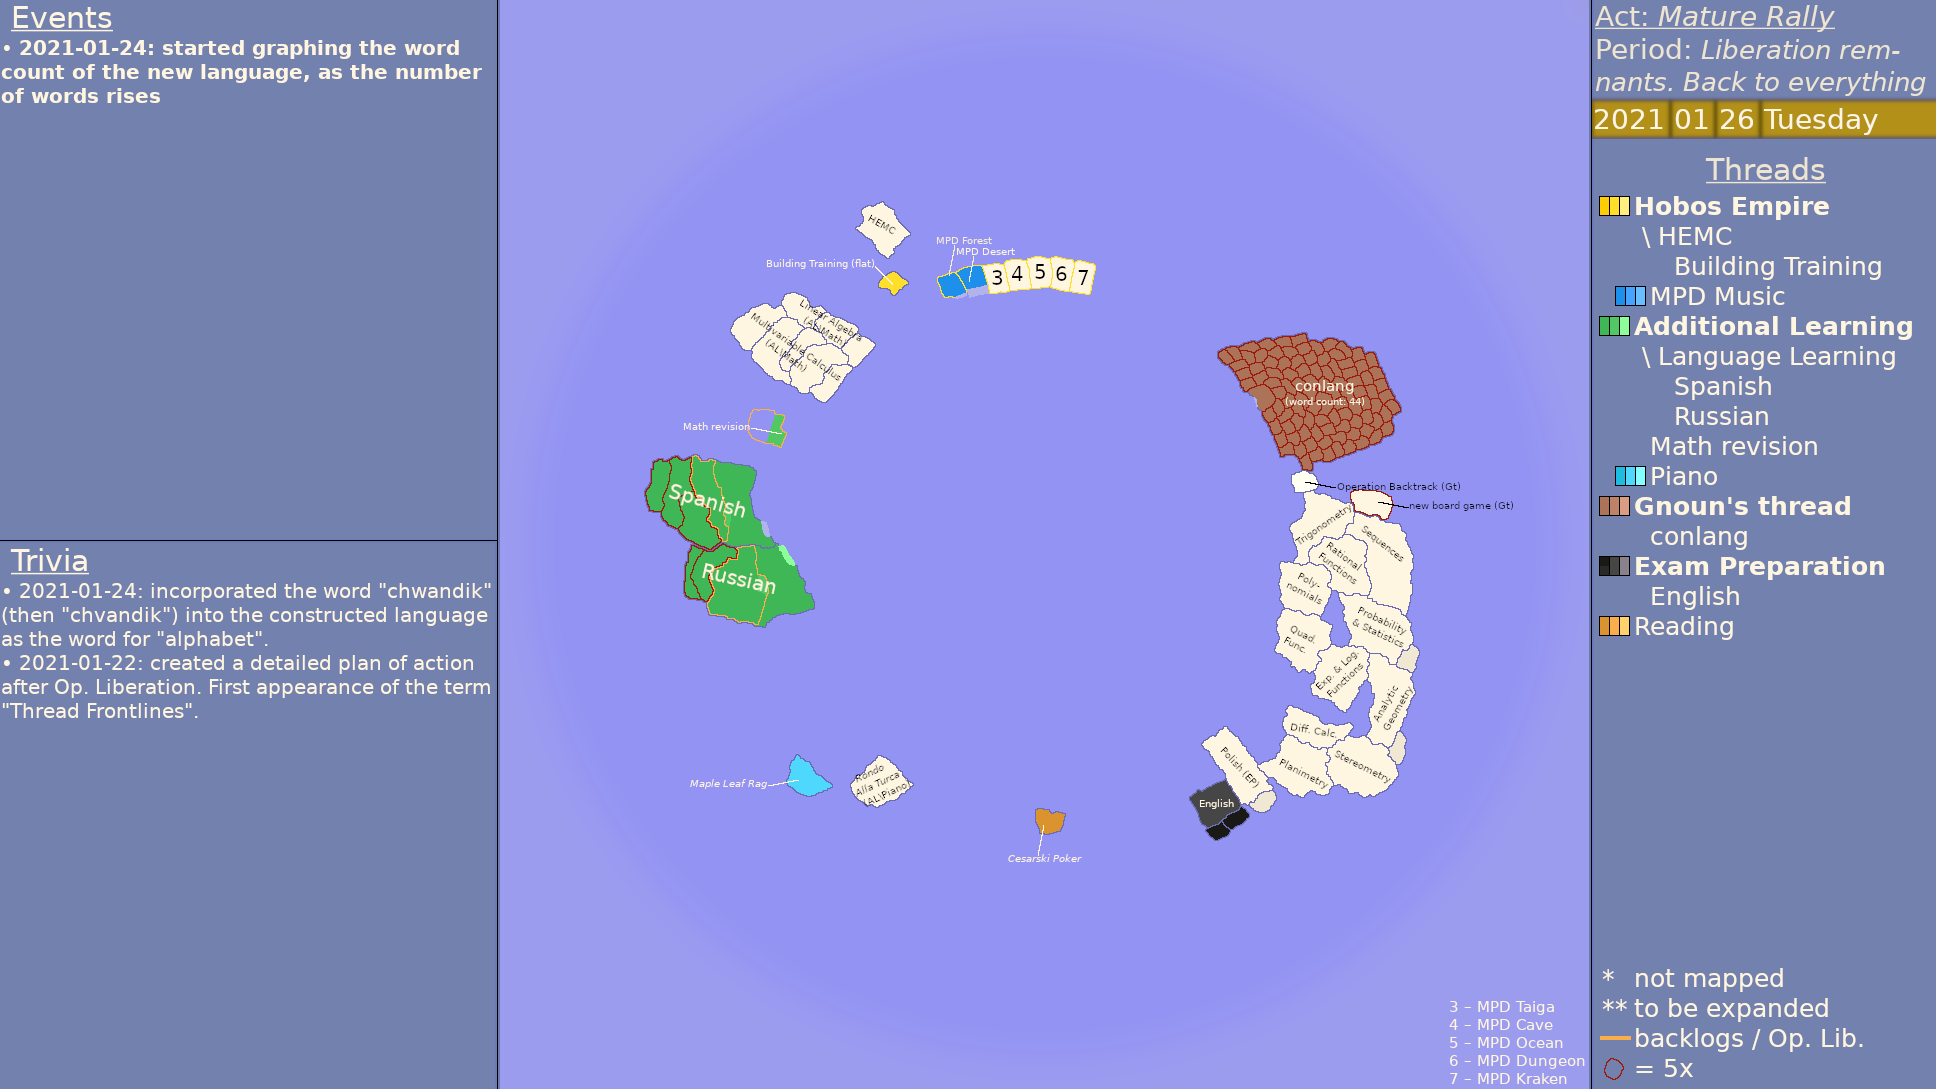 Events
• 2021-01-24: started graphing the word
count of the new language, as the number
of words rises
Trivia
• 2021-01-24: incorporated the word "chwandik"
(then "chvandik") into the constructed language
as the word for "alphabet".
• 2021-01-22: created a detailed plan of action
after Op. Liberation. First appearance of the term
"Thread Frontlines".
HEMC
MPD Forest
MPD Desert
Building Training (flat)
3 4 5 6 7
Linear Algebra
(AL\Math)
Multivariable Calculus
(AL\Math)
Math revision
Spanish
Russian
conlang
(word count: 44)
Operation Backtrack (Gt)
new board game (Gt)
Trigonometry
Sequences
Rational
Functions
Poly-
nomials
Probability
& Statistics
Quad.
Func.
Exp. & Log.
Functions
Analytic
Geometry
Diff. Calc.
Polish (EP)
Planimetry
Stereometry
English
Maple Leaf Rag
Rondo
Alla Turca
(AL\Piano)
Cesarski Poker
3 – MPD Taiga
4 – MPD Cave
5 – MPD Ocean
6 – MPD Dungeon
7 – MPD Kraken
Act: Mature Rally
Period: Liberation rem-
nants. Back to everything
2021 01 26 Tuesday
Threads
Hobos Empire
\ HEMC
Building Training
MPD Music
Additional Learning
\ Language Learning
Spanish
Russian
Math revision
Piano
Gnoun's thread
conlang
Exam Preparation
English
Reading
* not mapped
** to be expanded
backlogs / Op. Lib.
= 5x